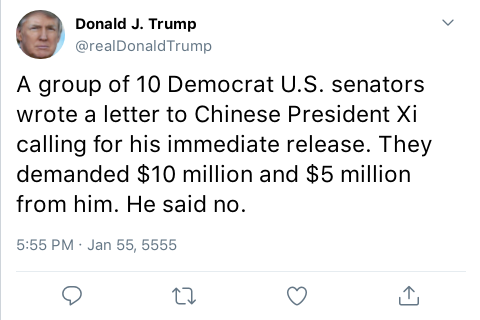 Donald J. Trump
@realDonaldTrump
A group of 10 Democrat U.S. senators
wrote a letter to Chinese President Xi
calling for his immediate release. They
demanded $10 million and $5 million
from him. He said no.
5:55 PM · Jan 55, 5555